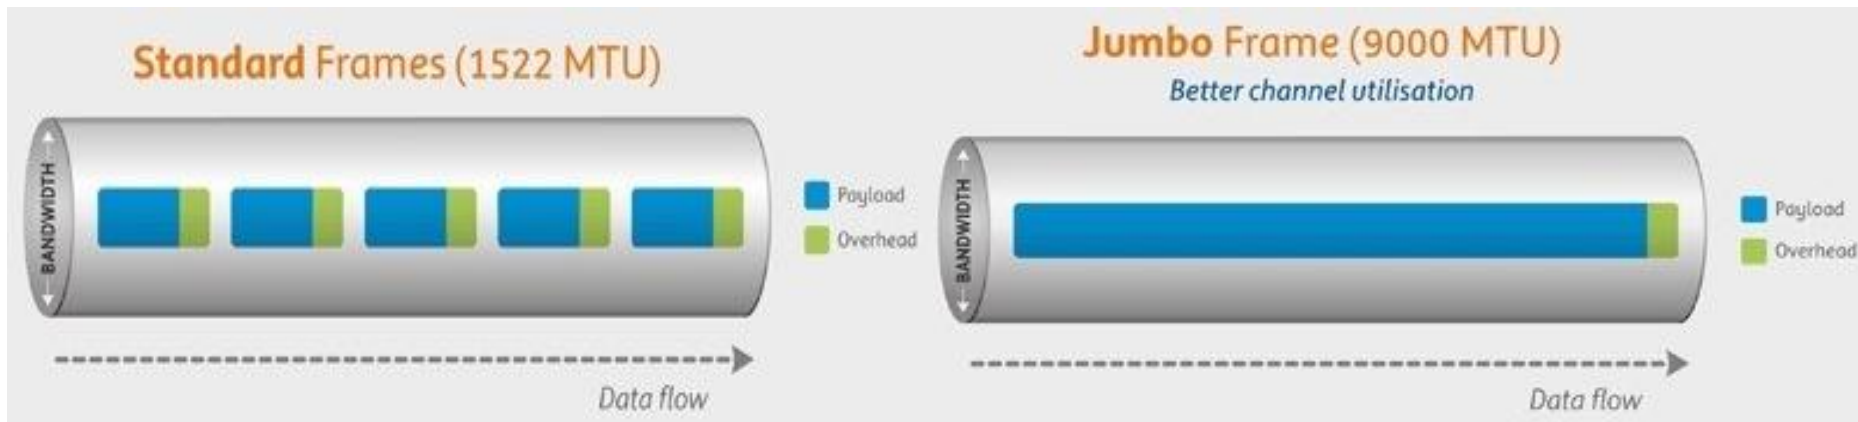 Standard Frames (1522 MTU)
BANDWIDTH
Payload
Overhead
Data flow
Jumbo Frame (9000 MTU)
Better channel utilisation
BANDWIDTH
Payload
Overhead
Data flow